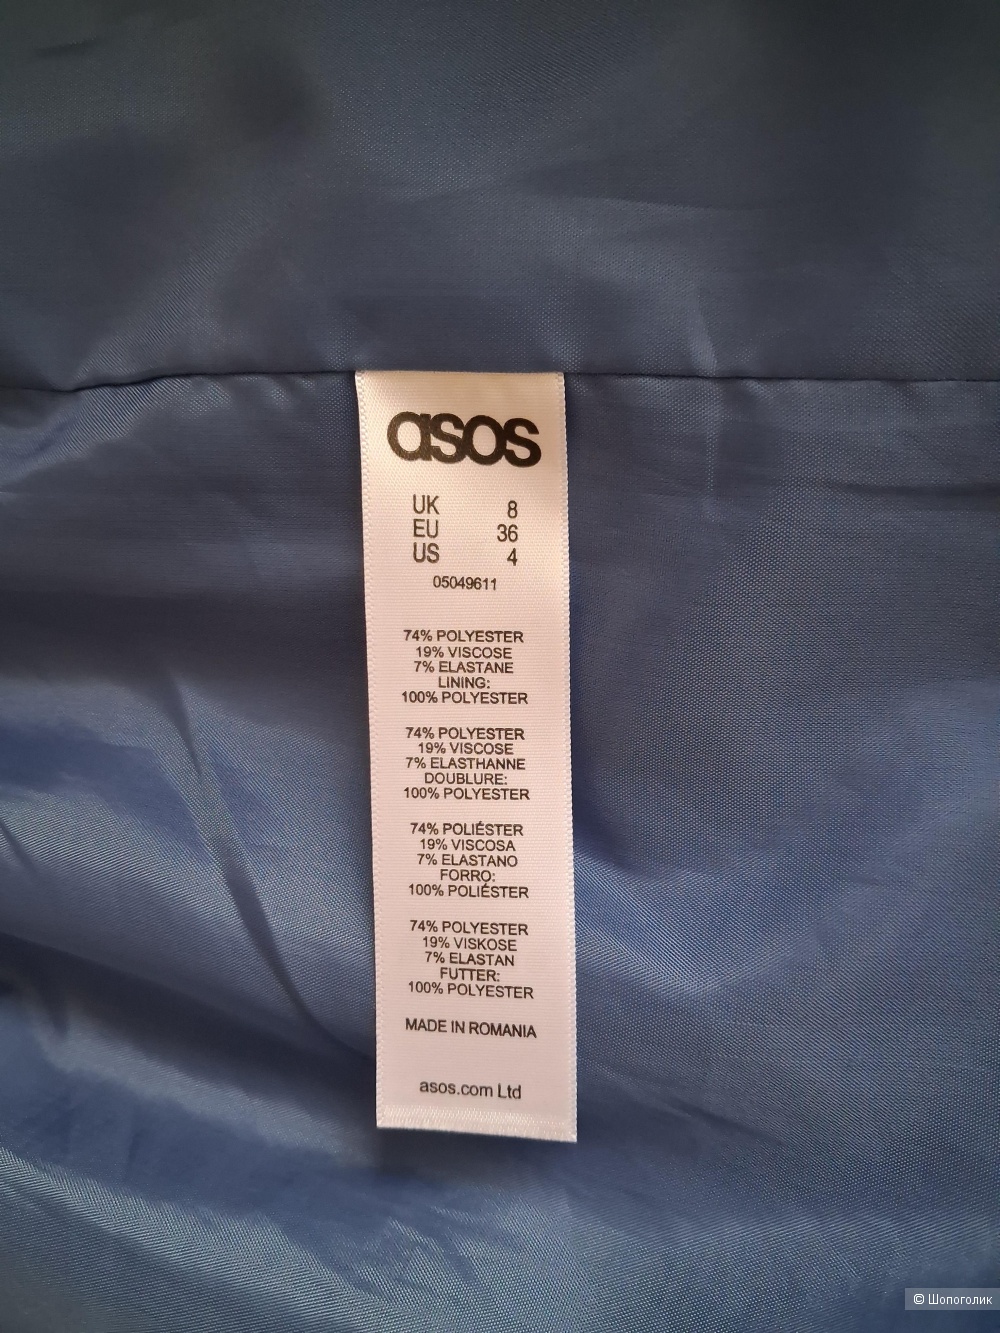 asos
UK 8
EU 36
US 4
05049611
74% POLYESTER
19% VISCOSE
7% ELASTANE
LINING:
100% POLYESTER
74% POLYESTER
19% VISCOSE
7% ELASTHANNE
DOUBLURE:
100% POLYESTER
74% POLIÉSTER
19% VISCOSA
7% ELASTANO
FORRO:
100% POLIÉSTER
74% POLYESTER
19% VISKOSE
7% ELASTAN
FUTTER:
100% POLYESTER
MADE IN ROMANIA
asos.com Ltd
© Шопоголик